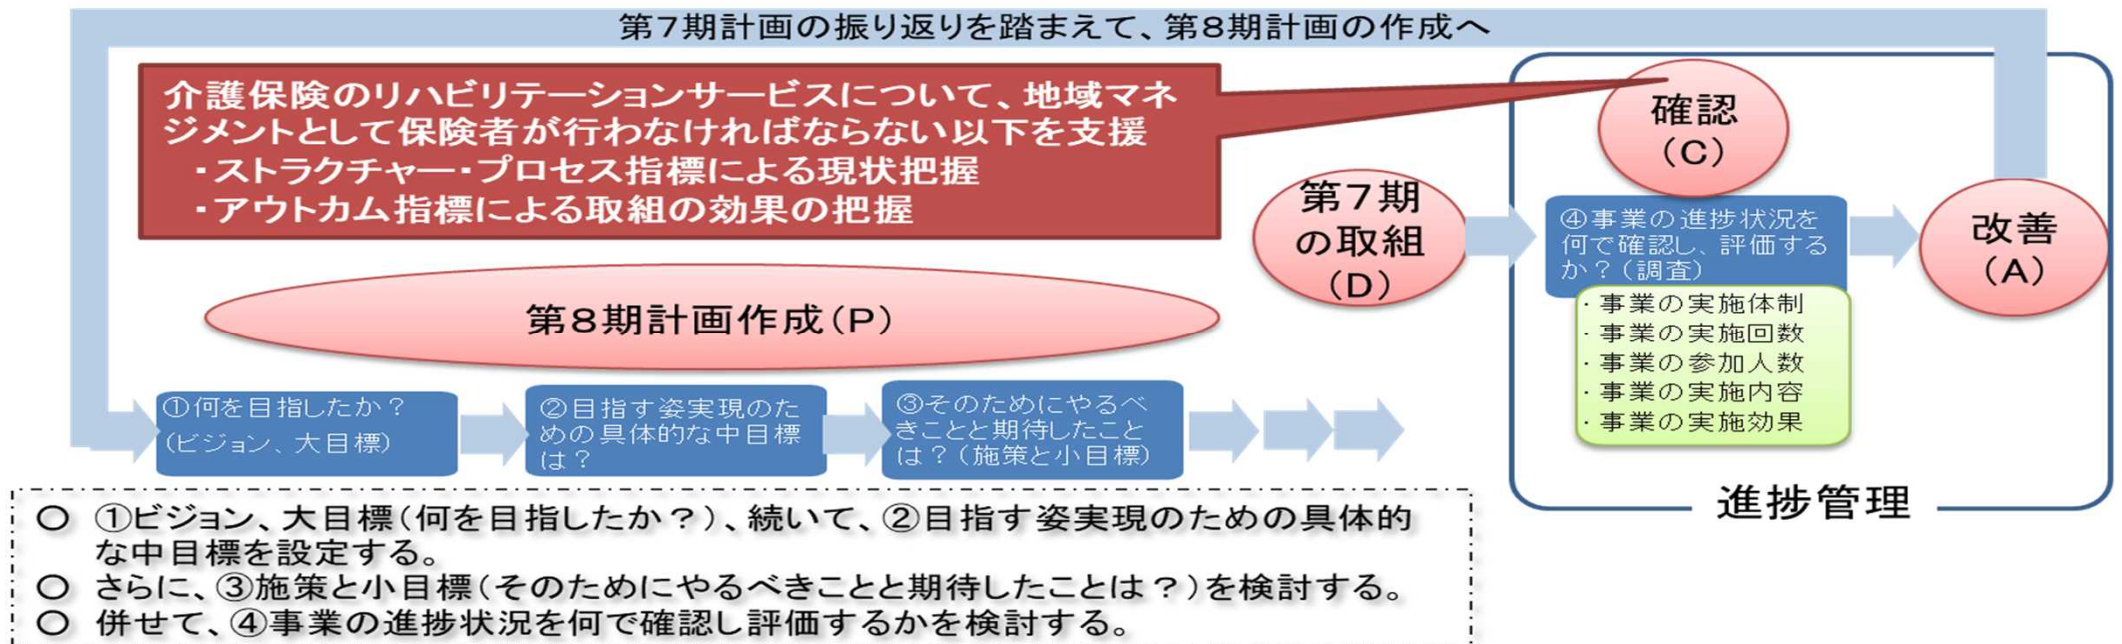 第7期計画の振り返りを踏まえて、第8期計画の作成へ
介護保険のリハビリテーションサービスについて、地域マネ
ジメントとして保険者が行わなければならない以下を支援
・ストラクチャー・プロセス指標による現状把握
・アウトカム指標による取組の効果の把握
確認
（C）
第7期
の取組
（D）
④事業の進捗状況を
何で確認し、評価する
か？（調査）
改善
（A）
・事業の実施体制
・事業の実施回数
・事業の参加人数
・事業の実施内容
・事業の実施効果
第8期計画作成（P）
①何を目指したか？
（ビジョン、大目標）
②目指す姿実現のた
めの具体的な中目標
は？
③そのためにやるべ
きことと期待したこと
は？（施策と小目標）
進捗管理
○ ①ビジョン、大目標（何を目指したか？）、続いて、②目指す姿実現のための具体的
な中目標を設定する。
○ さらに、③施策と小目標（そのためにやるべきことと期待したことは？）を検討する。
○ 併せて、④事業の進捗状況を何で確認し評価するかを検討する。